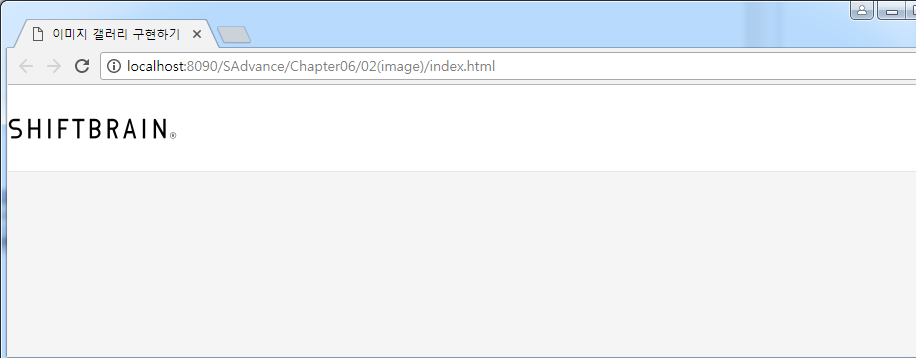 이미지 갤러리 구현하기
localhost:8090/SAdvance/Chapter06/02(image)/index.html
SHIFTBRAIN®